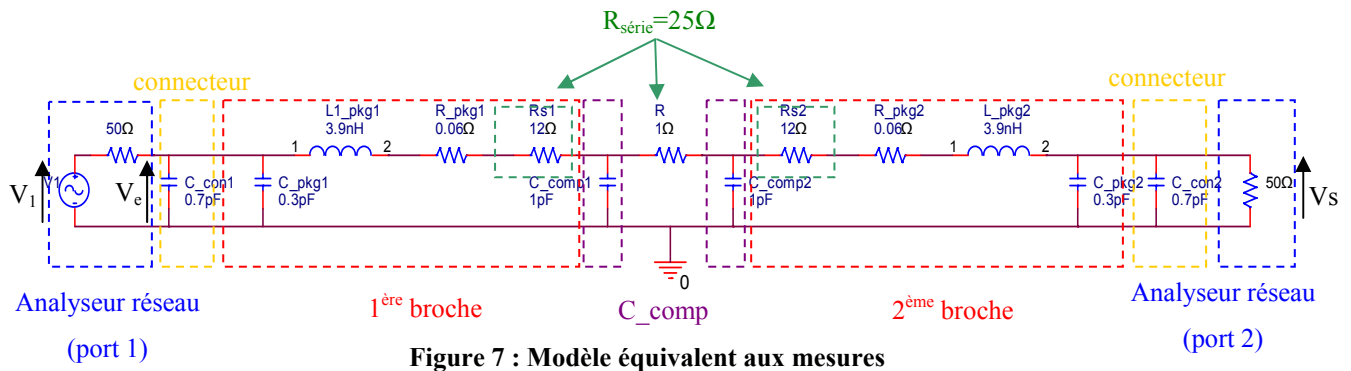 Rsérie=25Ω
connecteur
connecteur
50Ω
L1_pkg1
3.9nH
R_pkg1
0.06Ω
Rs1
12Ω
R
1Ω
Rs2
12Ω
R_pkg2
0.06Ω
L_pkg2
3.9nH
1
2
1
2
V1
V1
Ve
C_con1
0.7pF
C_pkg1
0.3pF
C_comp1
1pF
C_comp2
1pF
C_pkg2
0.3pF
C_con2
0.7pF
50Ω
Vs
0
Analyseur réseau
(port 1)
1ère broche
C_comp
2ème broche
Analyseur réseau
(port 2)
Figure 7 : Modèle équivalent aux mesures